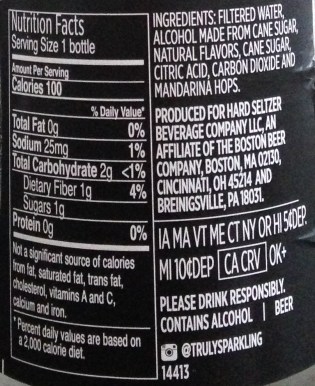 Nutrition Facts
Serving Size 1 bottle
Amount Per Serving
Calories 100
% Daily Value*
Total Fat 0g 0%
Sodium 25mg 1%
Total Carbohydrate 2g <1%
Dietary Fiber 1g 4%
Sugars 1g
Protein 0g 0%
Not a significant source of calories
from fat, saturated fat, trans fat,
cholesterol, vitamins A and C,
calcium and iron.
*Percent daily values are based on
a 2,000 calorie diet.
INGREDIENTS: FILTERED WATER,
ALCOHOL MADE FROM CANE SUGAR,
NATURAL FLAVORS, CANE SUGAR,
CITRIC ACID, CARBON DIOXIDE AND
MANDARINA HOPS.
PRODUCED FOR HARD SELTZER
BEVERAGE COMPANY LLC, AN
AFFILIATE OF THE BOSTON BEER
COMPANY, BOSTON, MA 02130,
CINCINNATI, OH 45214 AND
BREINIGSVILLE, PA 18031.
IA MA VT ME CT NY OR HI 5¢DEP.
MI 10¢DEP CA CRV OK+
PLEASE DRINK RESPONSIBLY.
CONTAINS ALCOHOL | BEER
@TRULYSPARKLING
14413